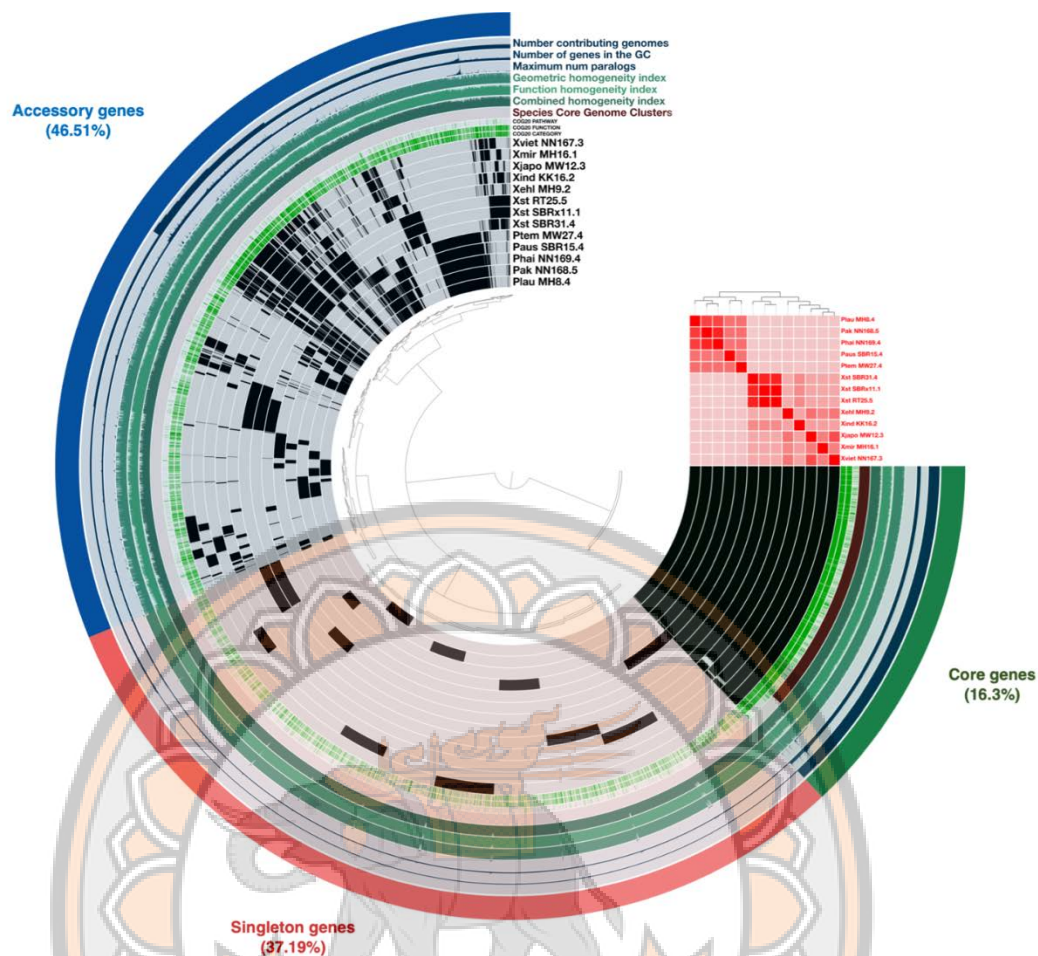 Number contributing genomes
Number of genes in the GC
Maximum num paralogs
Geometric homogeneity index
Function homogeneity index
Combined homogeneity index
Species Core Genome Clusters
COG20 PATHWAY
COG20 FUNCTION
COG20 CATEGORY
Xviet NN167.3
Xmir MH16.1
Xjapo MW12.3
Xind KK16.2
Xehl MH9.2
Xst RT25.5
Xst SBRx11.1
Xst SBR31.4
Ptem MW27.4
Paus SBR15.4
Phai NN169.4
Pak NN168.5
Plau MH8.4
Accessory genes
(46.51%)
Plau MH8.4
Pak NN168.5
Phai NN169.4
Paus SBR15.4
Ptem MW27.4
Xst SBR31.4
Xst SBRx11.1
Xst RT25.5
Xehl MH9.2
Xind KK16.2
Xjapo MW12.3
Xmir MH16.1
Xviet NN167.3
Core genes
(16.3%)
Singleton genes
(37.19%)